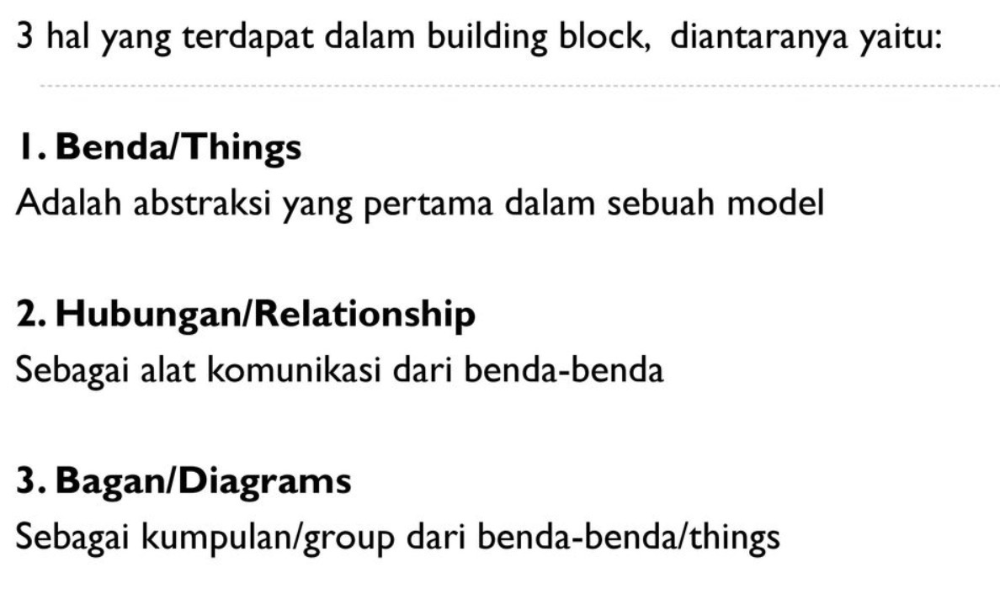 3 hal yang terdapat dalam building block, diantaranya yaitu:
1. Benda/Things
Adalah abstraksi yang pertama dalam sebuah model
2. Hubungan/Relationship
Sebagai alat komunikasi dari benda-benda
3. Bagan/Diagrams
Sebagai kumpulan/group dari benda-benda/things